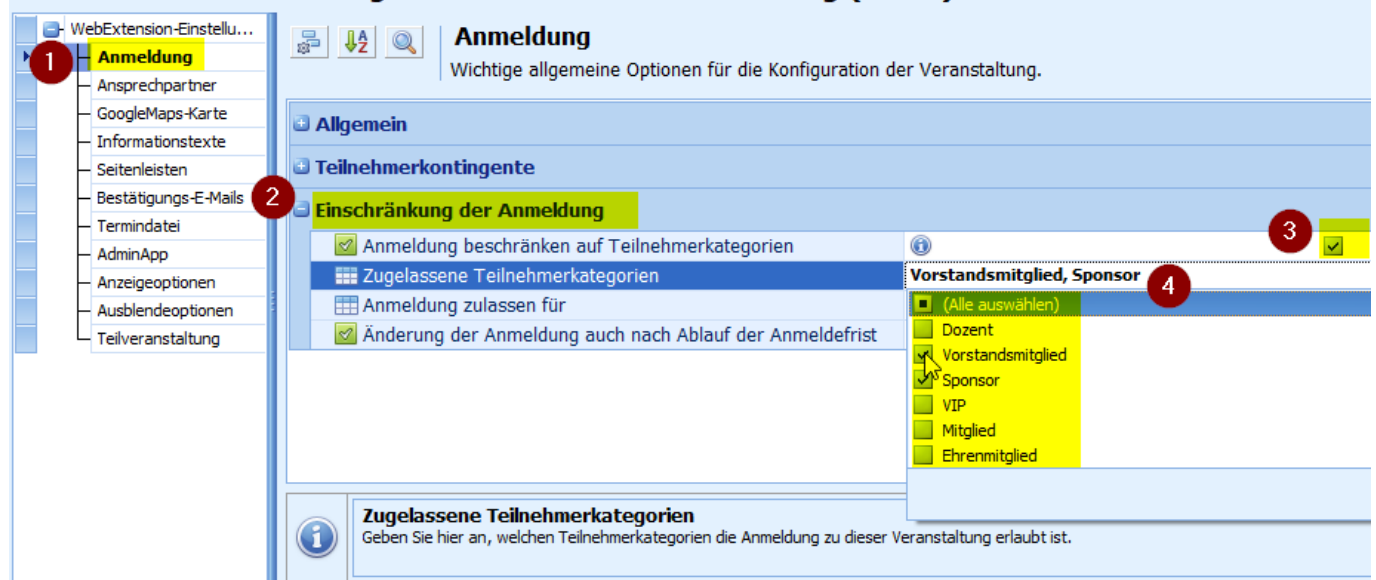 WebExtension-Einstellu...
1
Anmeldung
Ansprechpartner
GoogleMaps-Karte
Informationstexte
Seitenleisten
Bestätigungs-E-Mails
Termindatei
AdminApp
Anzeigeoptionen
Ausblendeoptionen
Teilveranstaltung
Anmeldung
Wichtige allgemeine Optionen für die Konfiguration der Veranstaltung.
Allgemein
Teilnehmerkontingente
2
Einschränkung der Anmeldung
Anmeldung beschränken auf Teilnehmerkategorien
3
Zugelassene Teilnehmerkategorien
Vorstandsmitglied, Sponsor
4
Anmeldung zulassen für
Änderung der Anmeldung auch nach Ablauf der Anmeldefrist
(Alle auswählen)
Dozent
Vorstandsmitglied
Sponsor
VIP
Mitglied
Ehrenmitglied
Zugelassene Teilnehmerkategorien
Geben Sie hier an, welchen Teilnehmerkategorien die Anmeldung zu dieser Veranstaltung erlaubt ist.